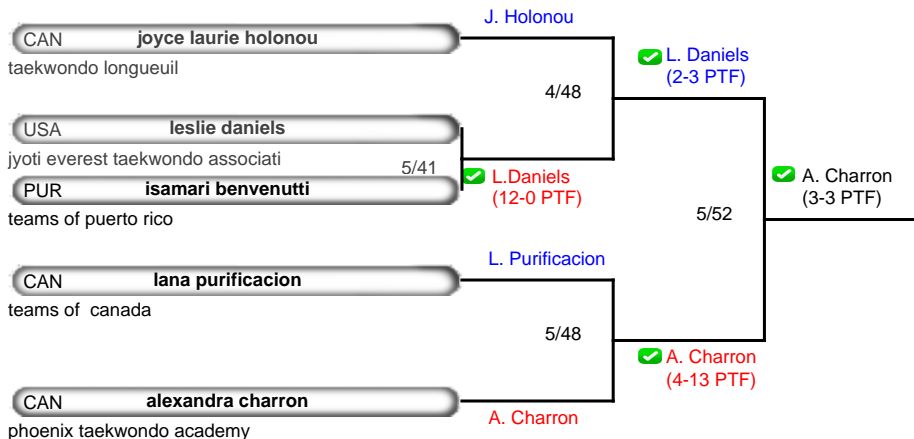 J. Holonou
CAN joyce laurie holonou
taekwondo longueuil
L. Daniels
(2-3 PTF)
4/48
USA leslie daniels
jyoti everest taekwondo associati
5/41
L.Daniels
(12-0 PTF)
PUR isamari benvenutti
teams of puerto rico
A. Charron
(3-3 PTF)
5/52
L. Purificacion
CAN lana purificacion
teams of  canada
5/48
A. Charron
(4-13 PTF)
CAN alexandra charron
A. Charron
phoenix taekwondo academy